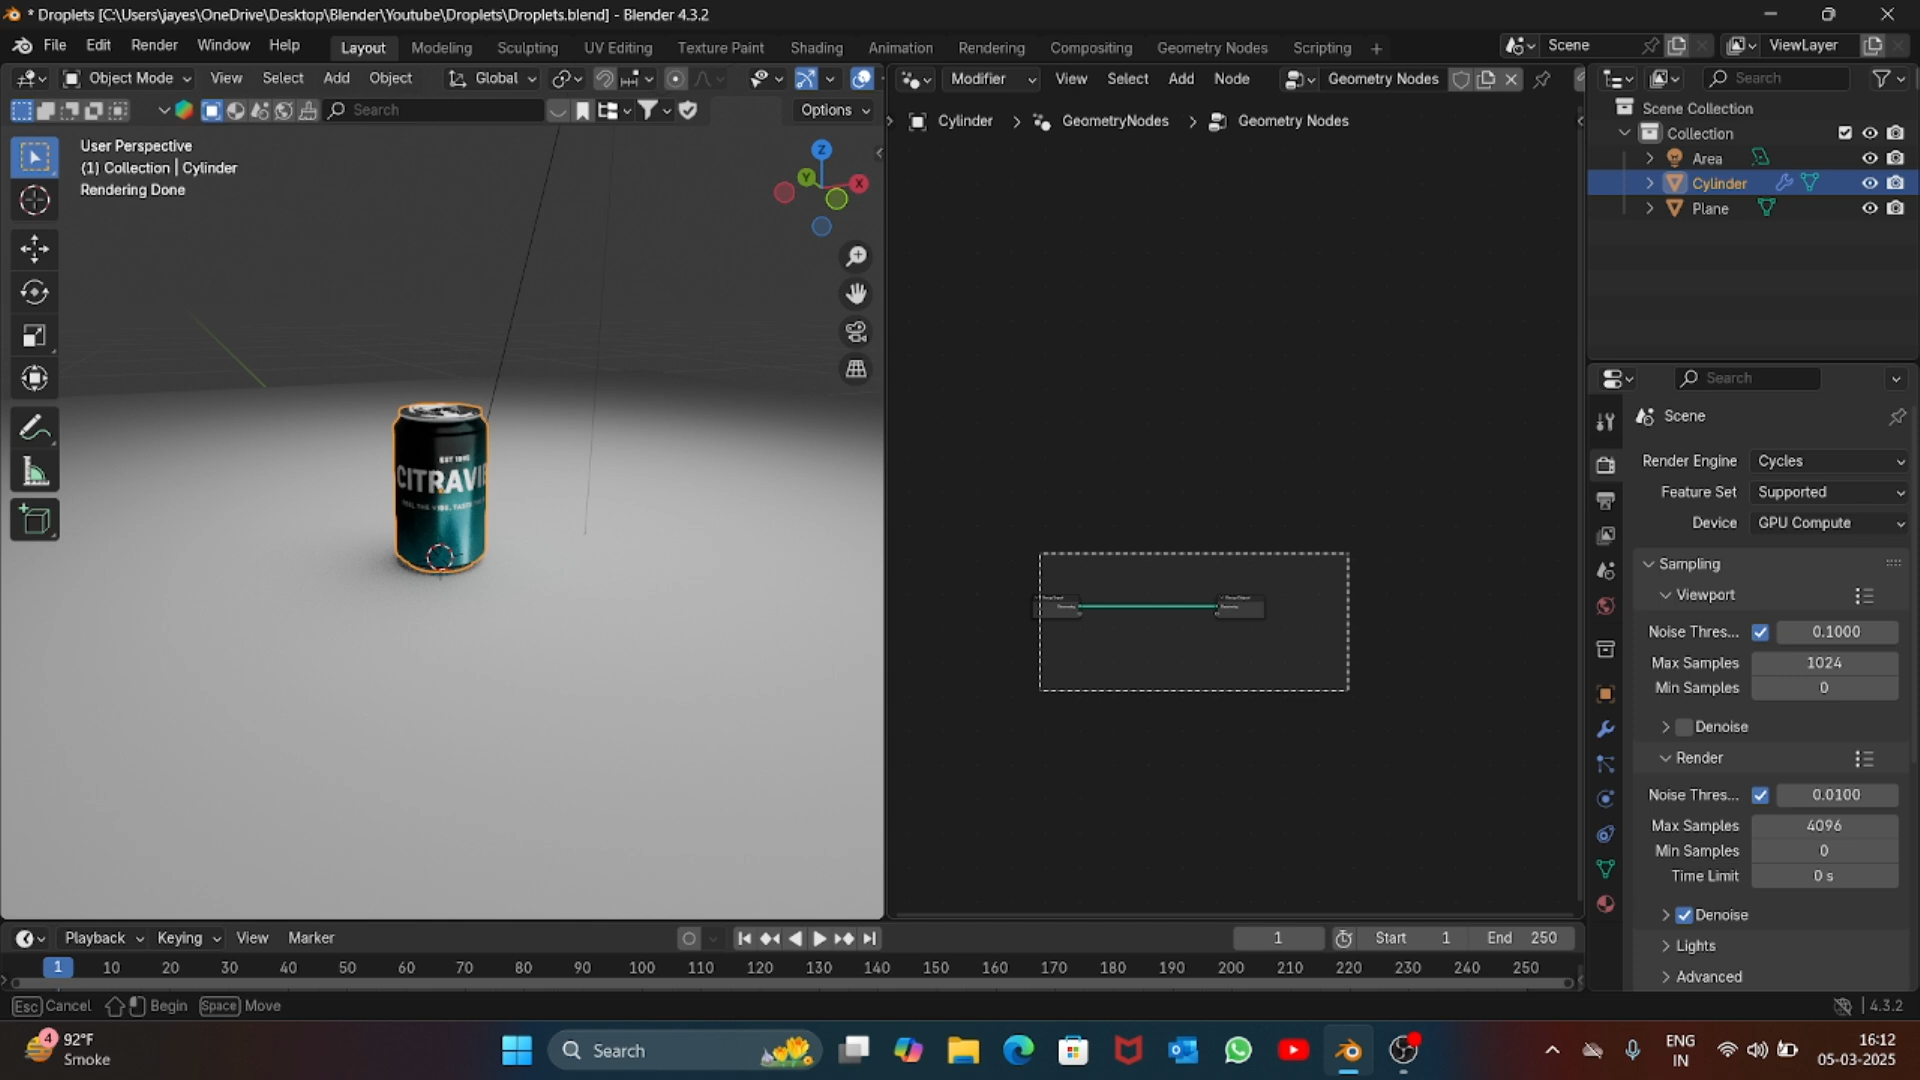 * Droplets [C:\Users\jayes\OneDrive\Desktop\Blender\Youtube\Droplets\Droplets.blend] - Blender 4.3.2
File Edit Render Window Help Layout Modeling Sculpting UV Editing Texture Paint Shading Animation Rendering Compositing Geometry Nodes Scripting + Scene ViewLayer
Object Mode View Select Add Object Global Modifier View Select Add Node Geometry Nodes Search
Search Options
Cylinder > GeometryNodes > Geometry Nodes
User Perspective
(1) Collection | Cylinder
Rendering Done
Z
Y
X
EST
CITRAVI
Scene Collection
Collection
Area
Cylinder
Plane
Search
Scene
Render Engine Cycles
Feature Set Supported
Device GPU Compute
Sampling
Viewport
Noise Thres... 0.1000
Max Samples 1024
Min Samples 0
Denoise
Render
Noise Thres... 0.0100
Max Samples 4096
Min Samples 0
Time Limit 0 s
Denoise
Lights
Advanced
Playback Keying View Marker 1 Start 1 End 250
1 10 20 30 40 50 60 70 80 90 100 110 120 130 140 150 160 170 180 190 200 210 220 230 240 250
Esc Cancel Begin Space Move 4.3.2
4 92°F
Smoke
Search
ENG
IN
16:12
05-03-2025